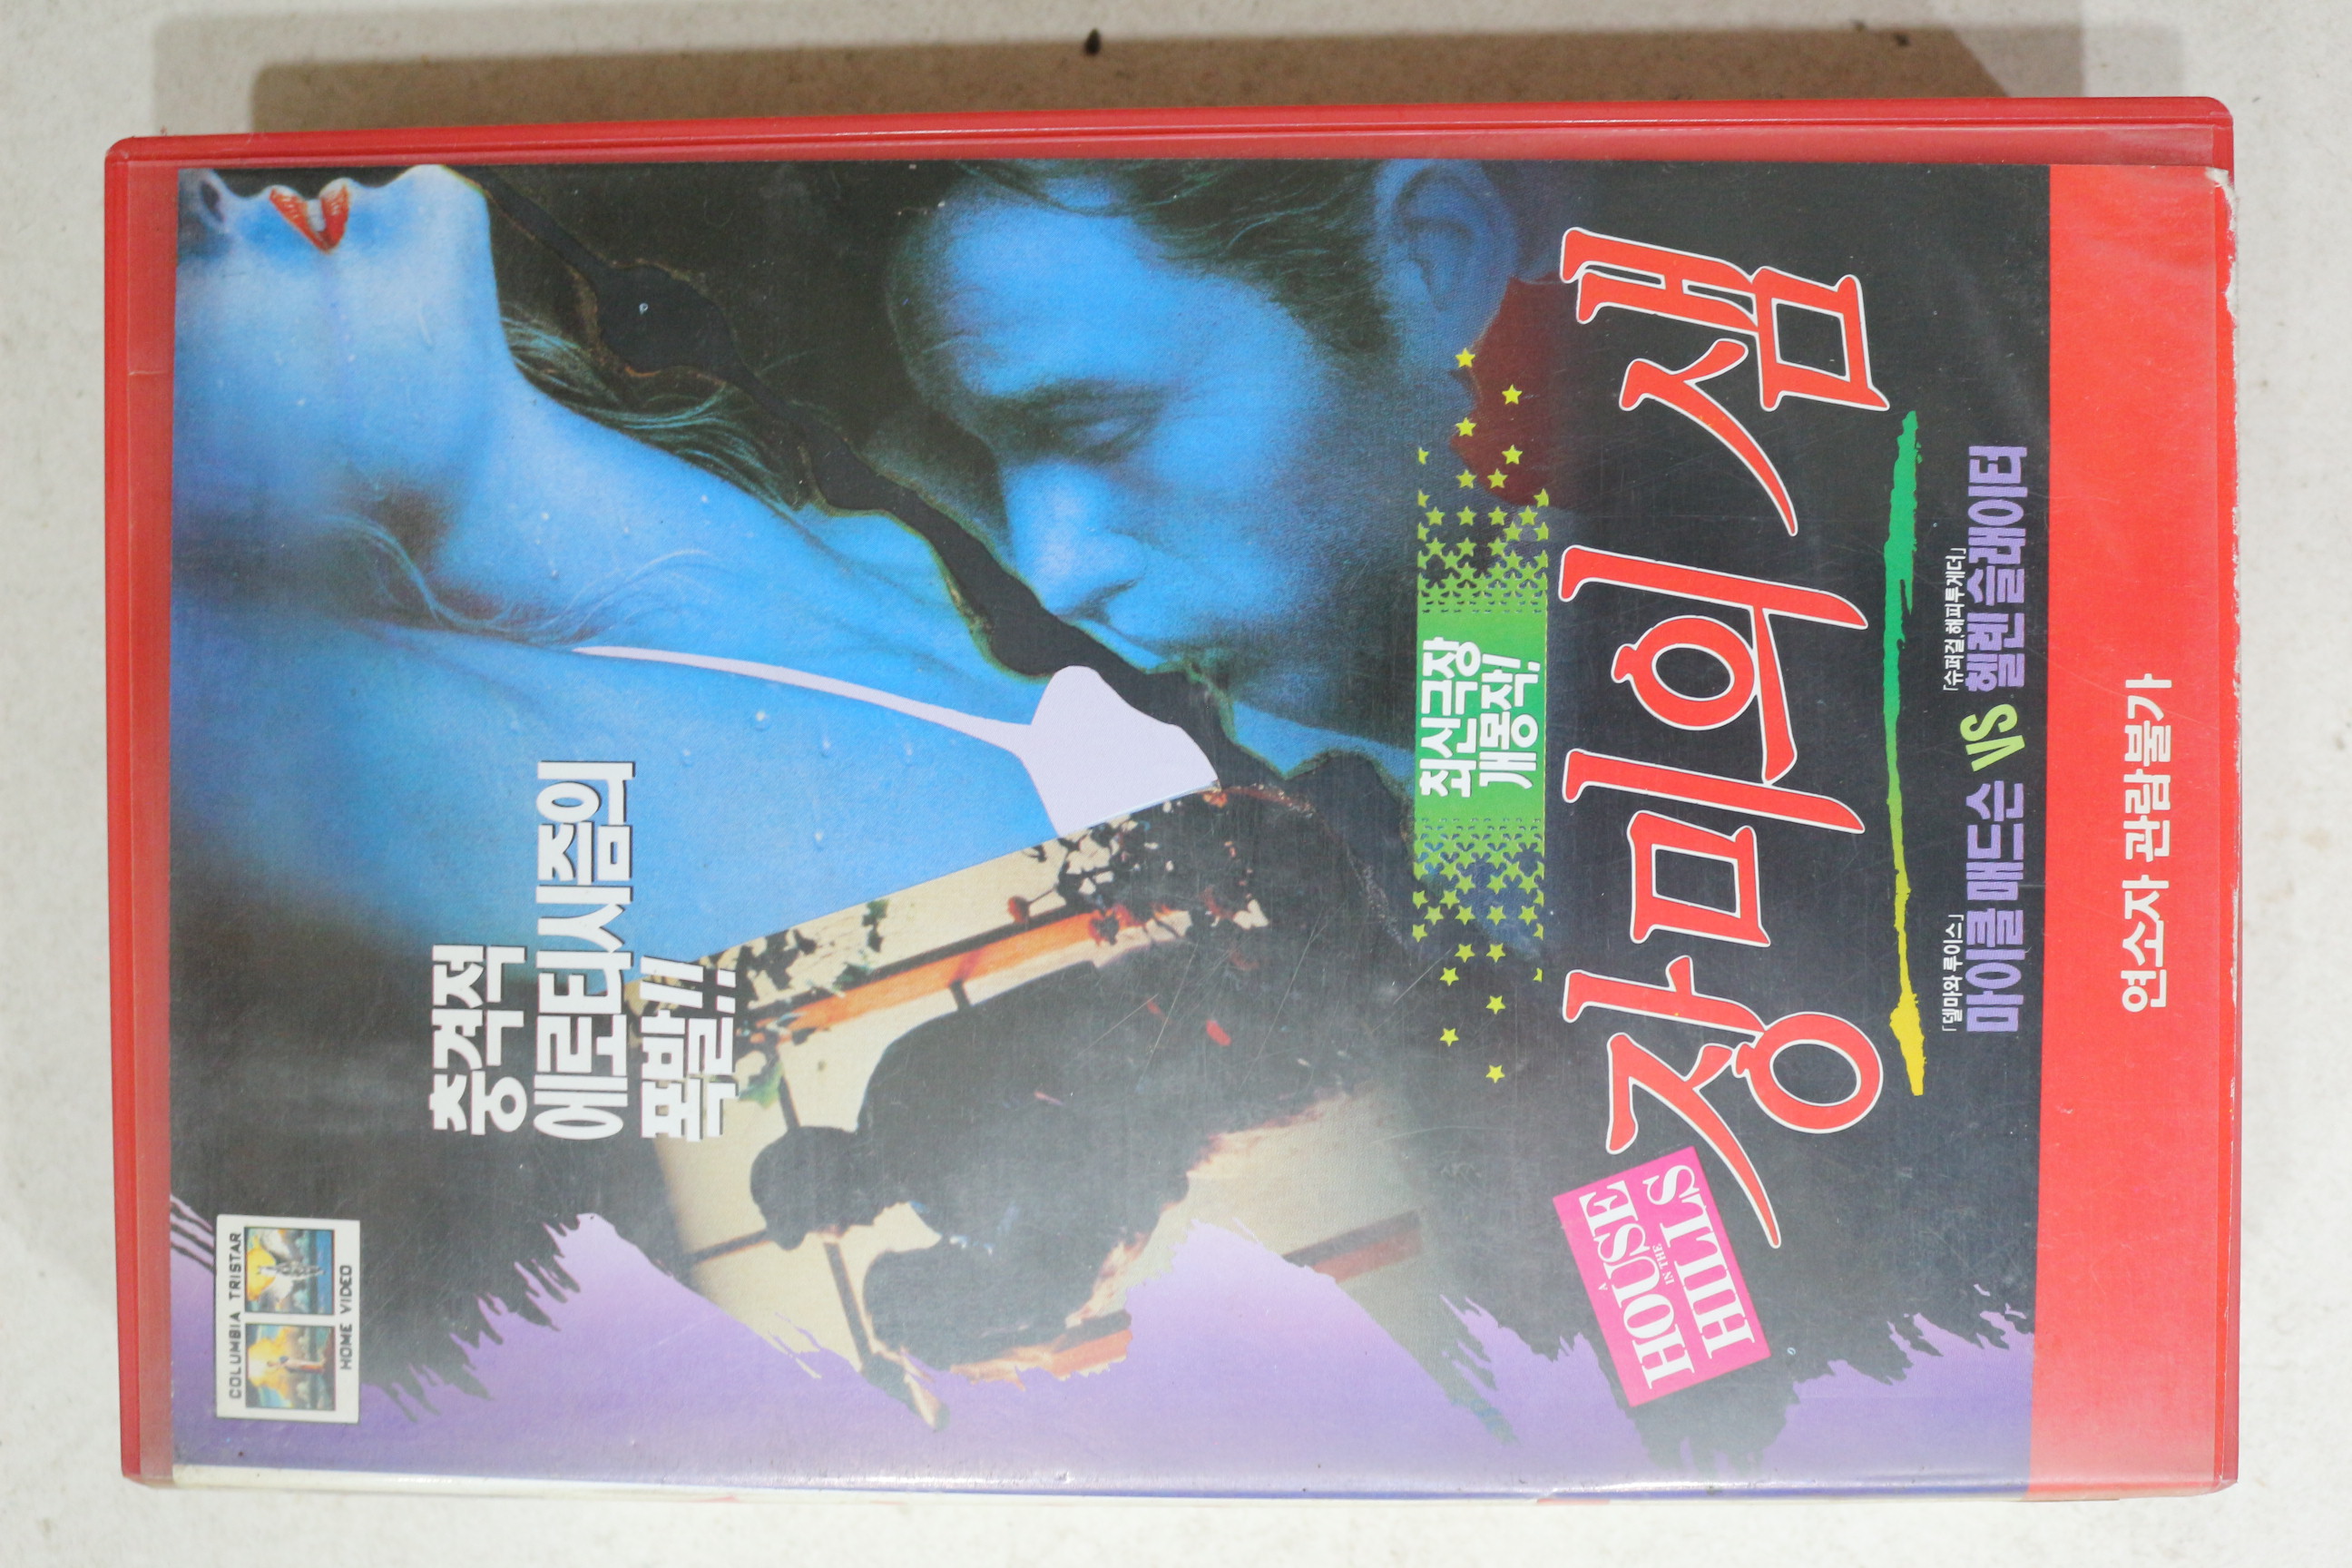 COLUMBIA TRISTAR
HOME VIDEO
충격적
에로티시즘의
폭발!!
최신극장
개봉작!
A
HOUSE
IN THE
HILLS
장미의 샘
「델마와 루이스」
마이클 매드슨 VS 헬렌 슬레이터
「슈퍼걸, 해피투게더」
연소자 관람불가